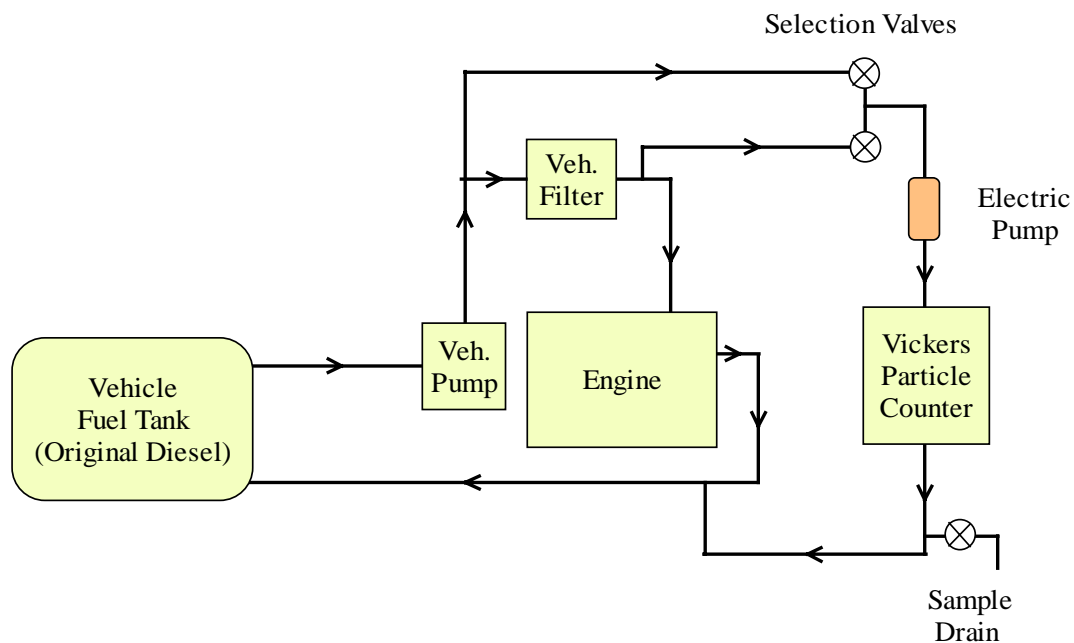 Selection Valves
Veh.
Filter
Electric
Pump
Veh.
Pump
Engine
Vickers
Particle
Counter
Vehicle
Fuel Tank
(Original Diesel)
Sample
Drain